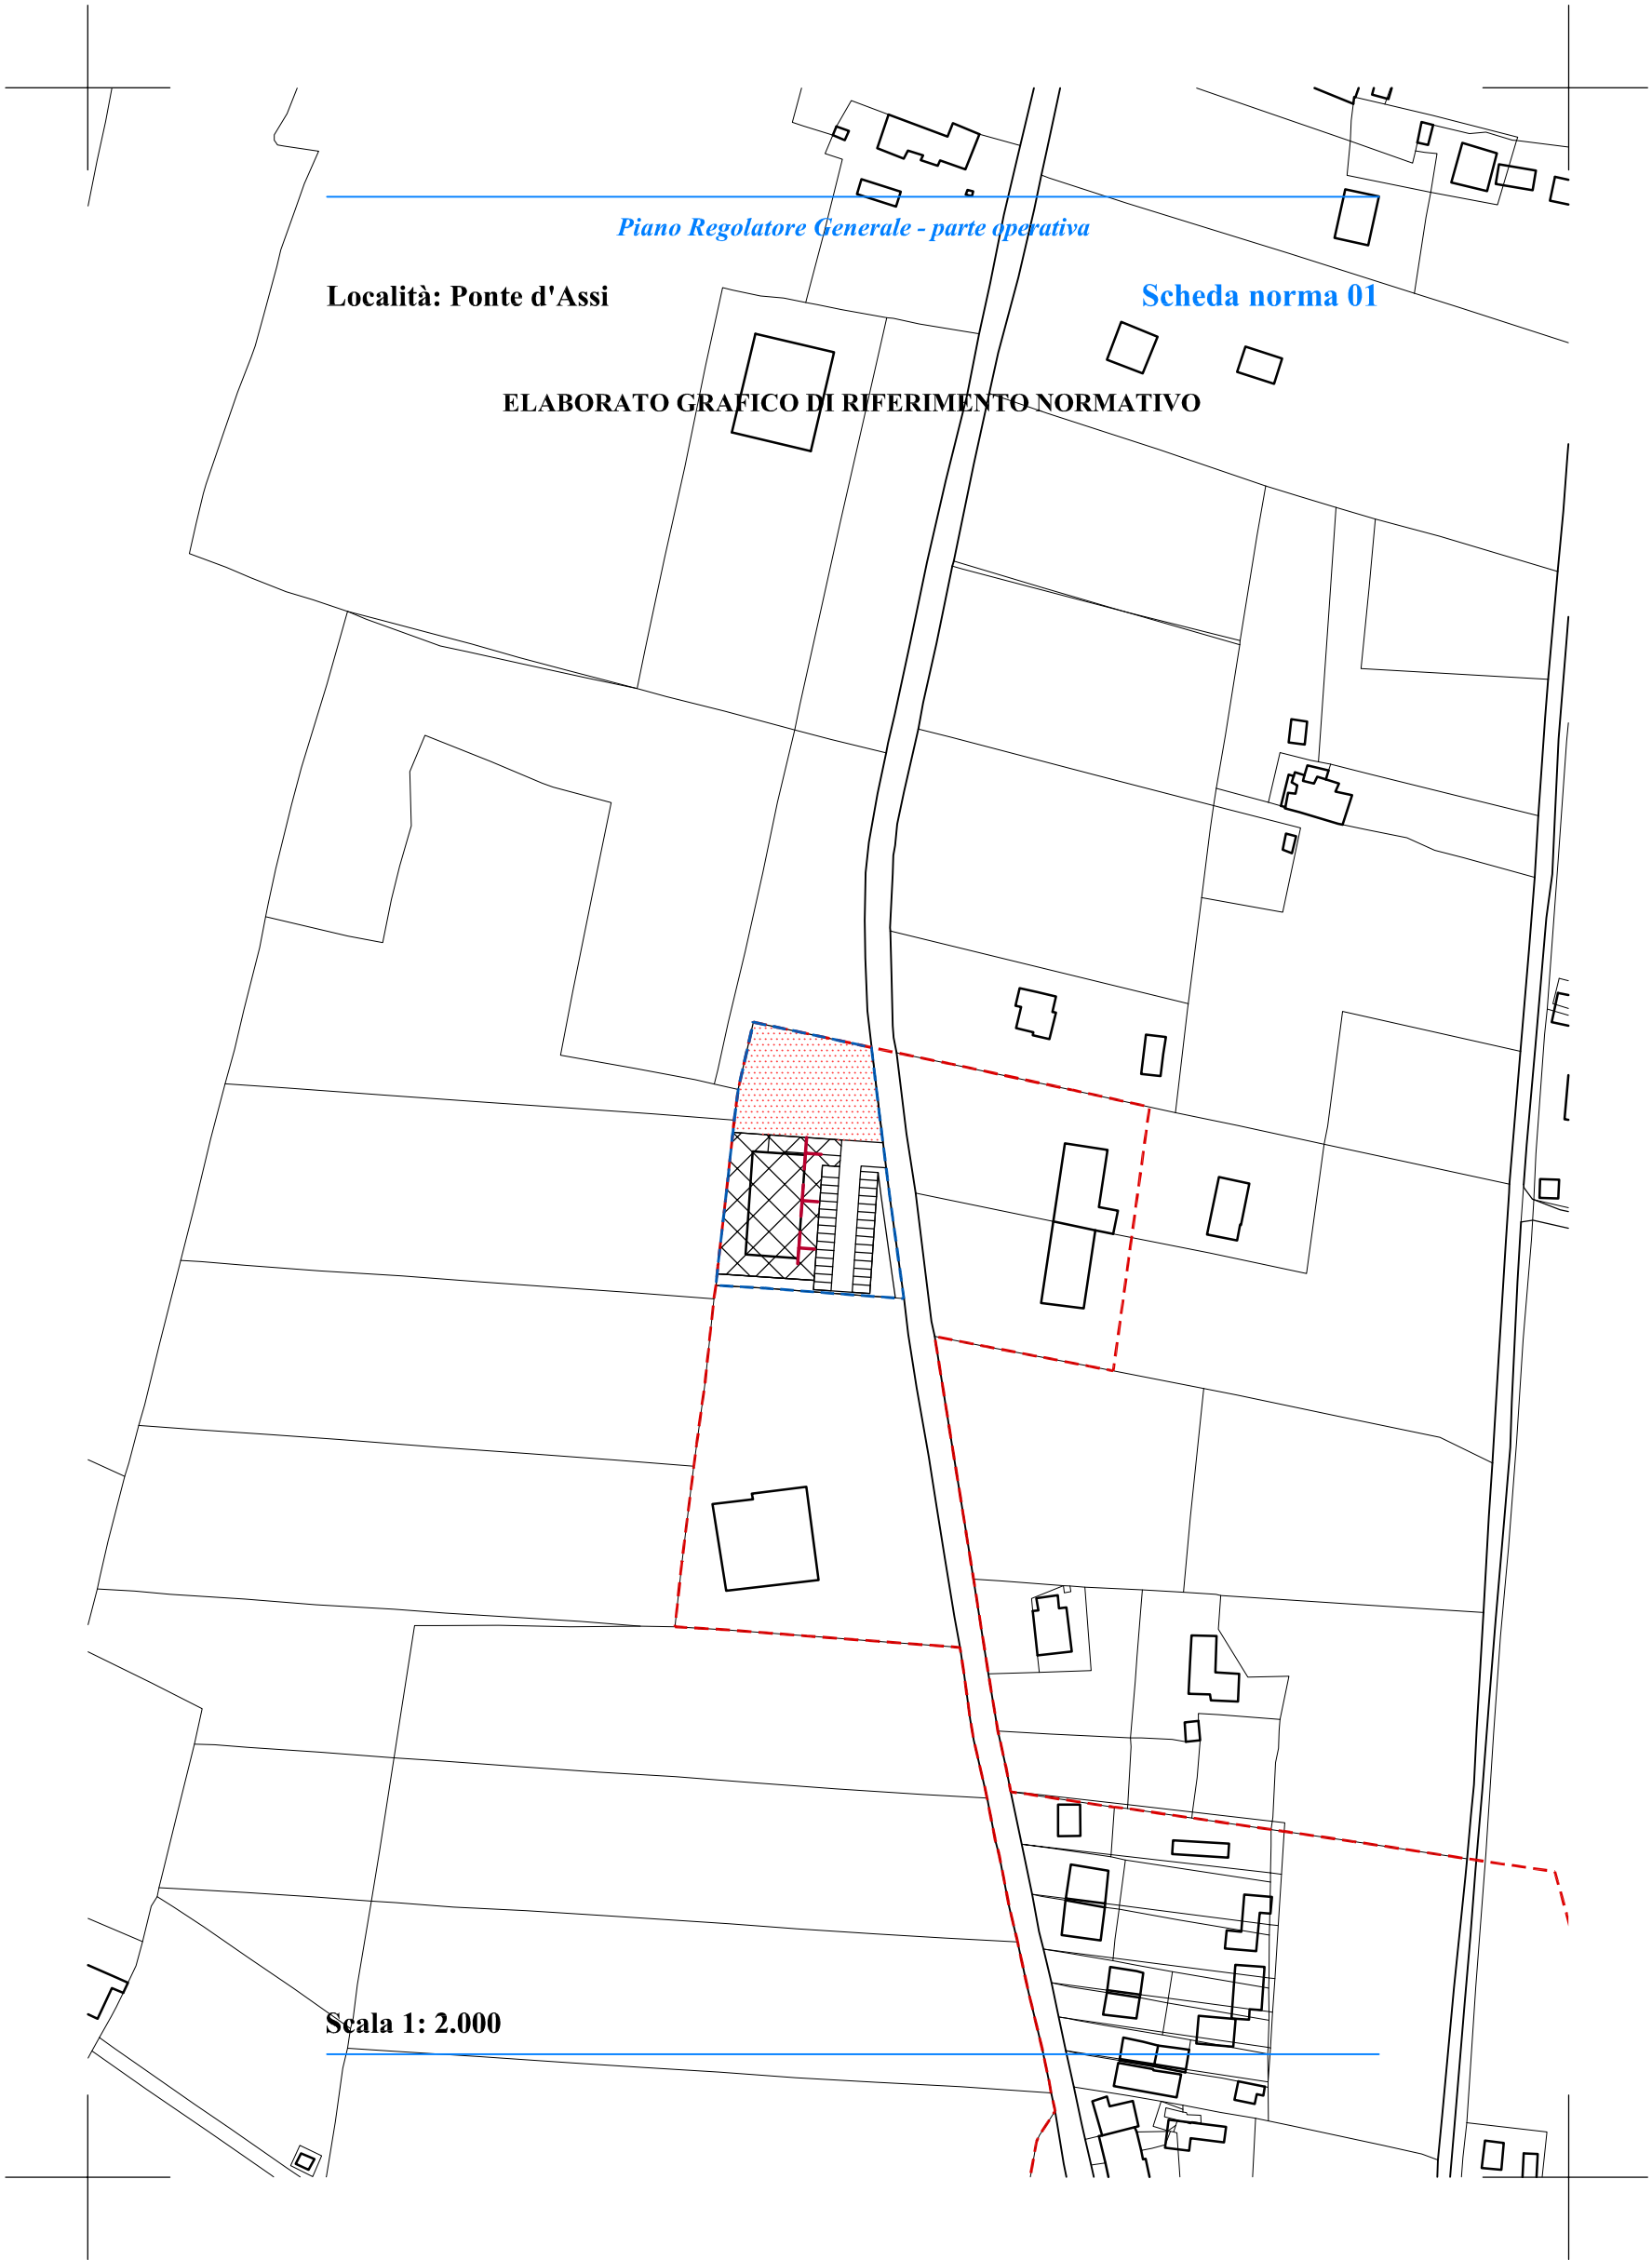 Piano Regolatore Generale - parte operativa
Località: Ponte d'Assi
Scheda norma 01
ELABORATO GRAFICO DI RIFERIMENTO NORMATIVO
Scala 1: 2.000